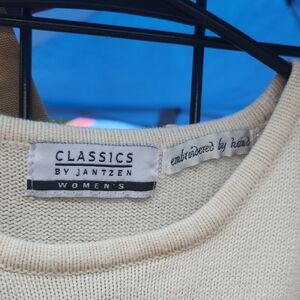 CLASSICS
BY JANTZEN
WOMEN'S
embroidered by hand